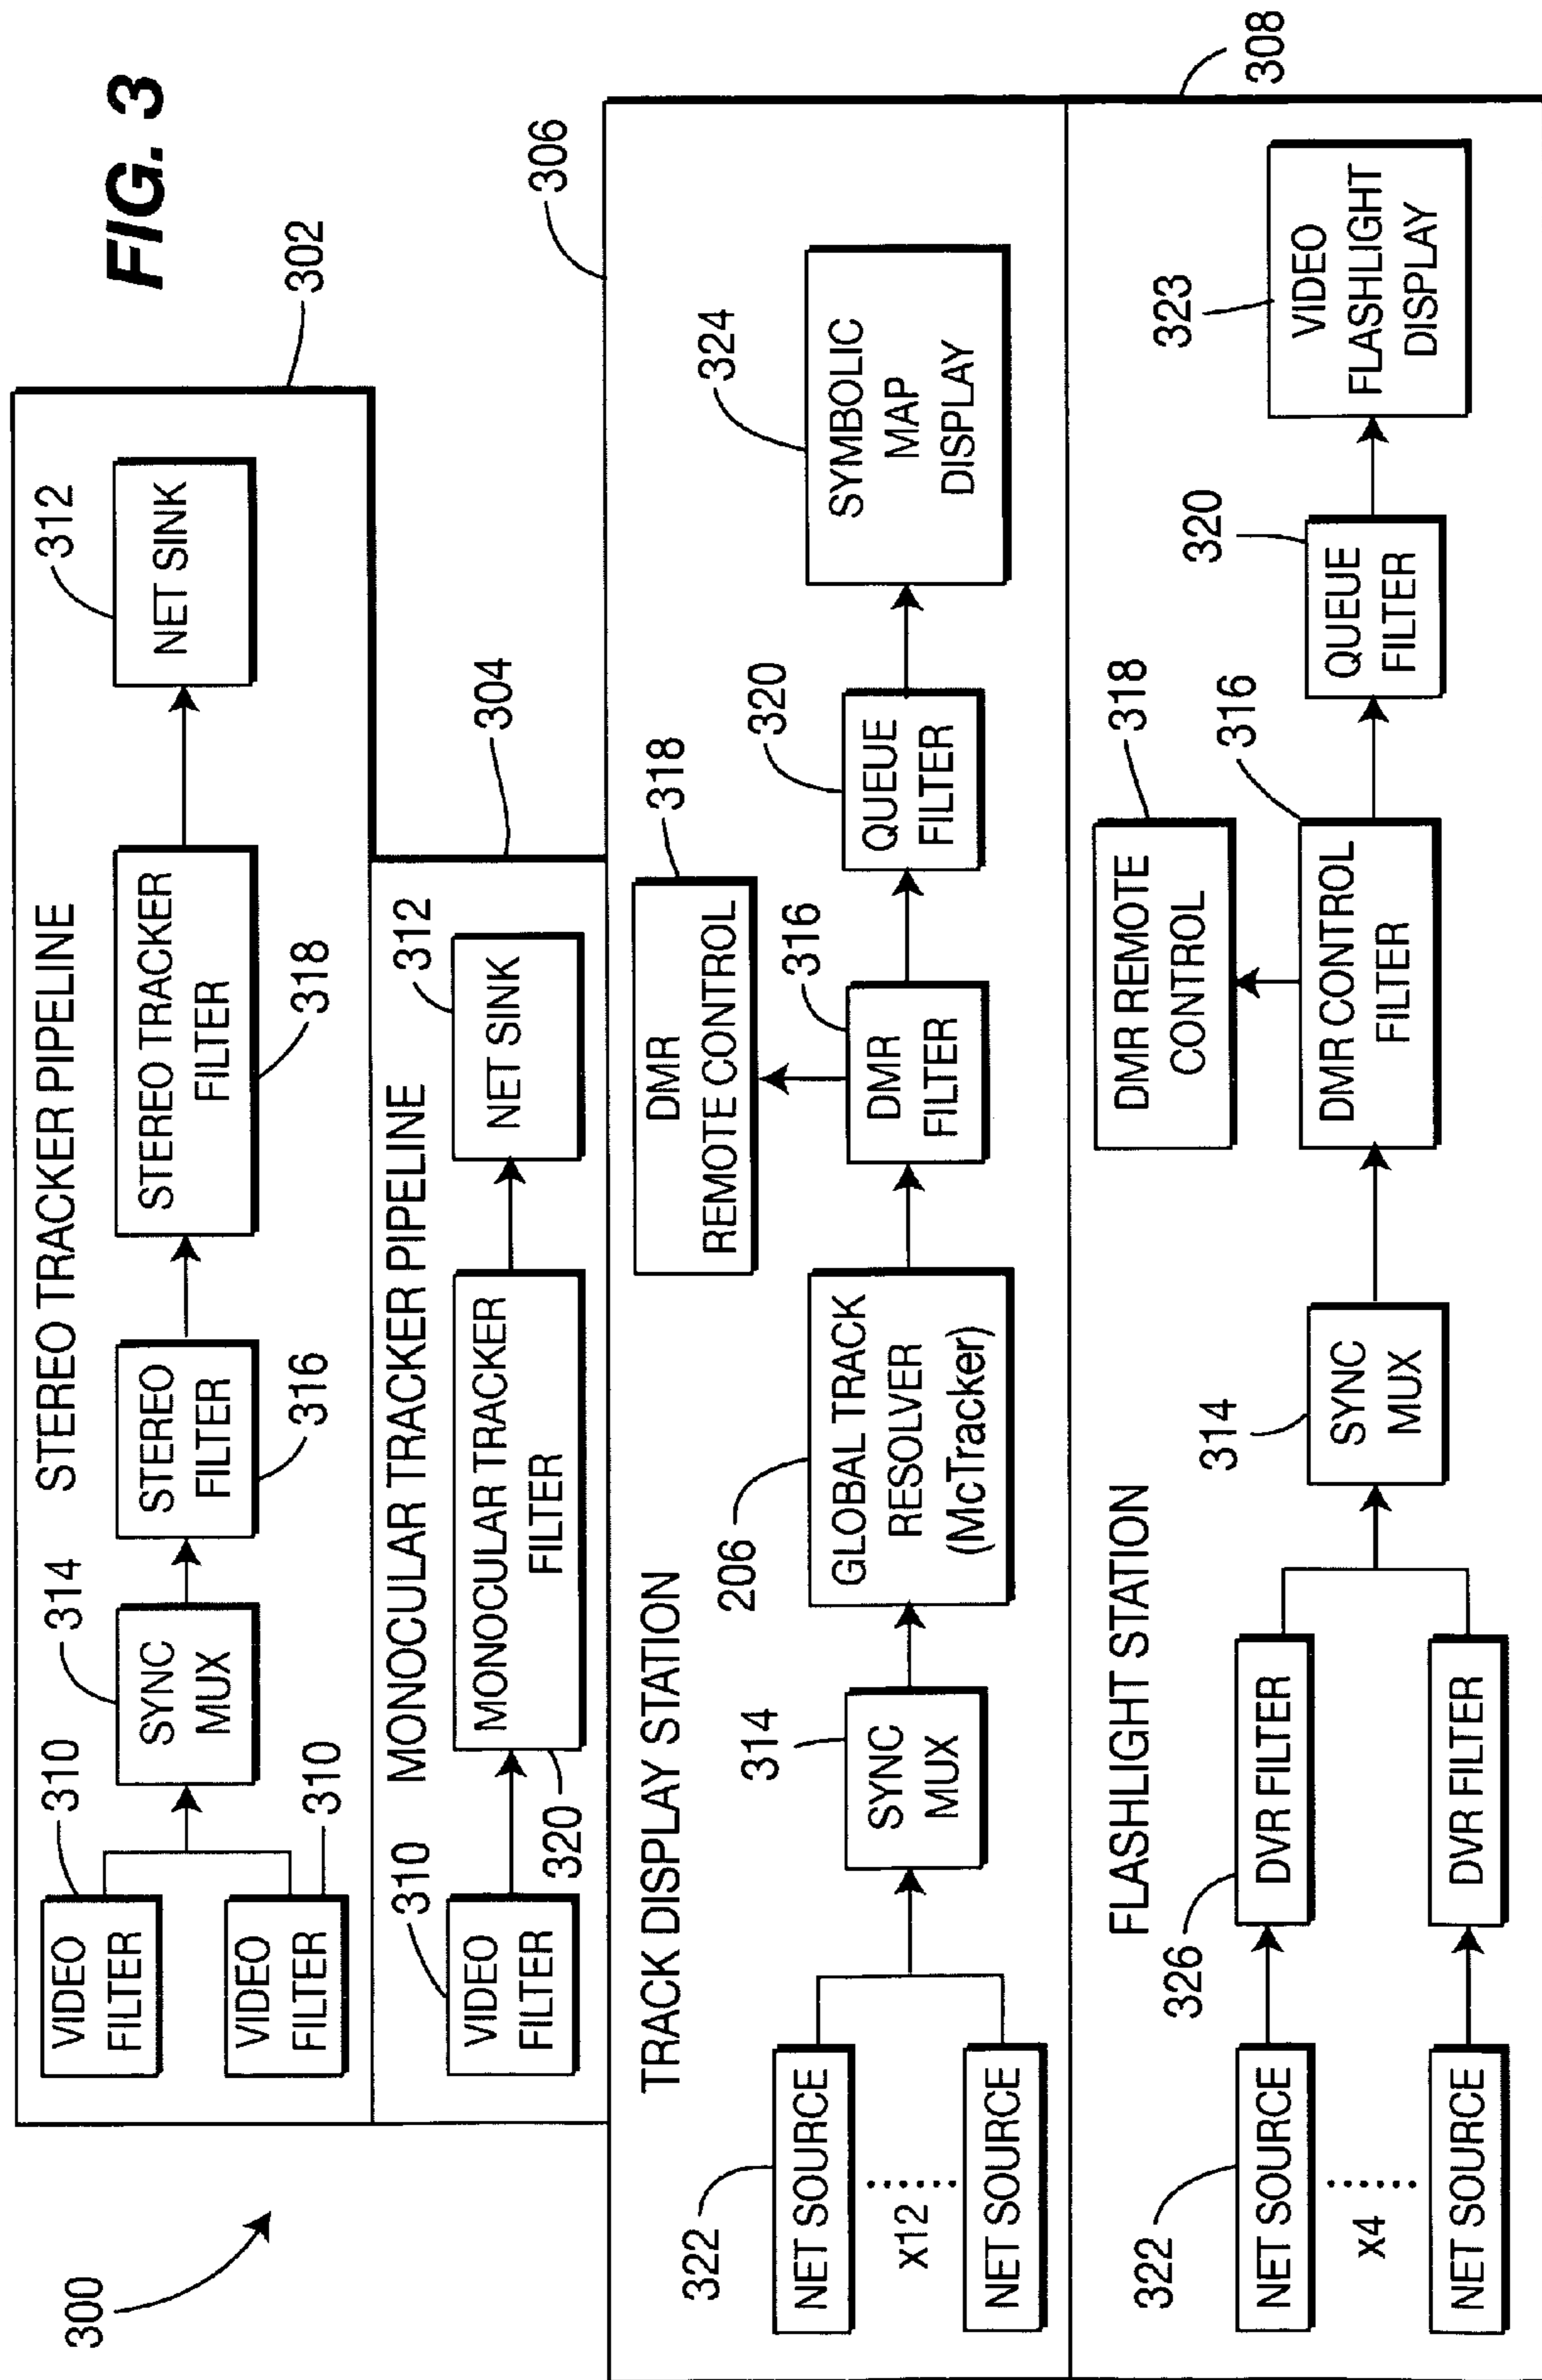 FIG. 3
300
302
STEREO TRACKER PIPELINE
310
VIDEO
FILTER
VIDEO
FILTER
310
314
SYNC
MUX
STEREO
FILTER
316
STEREO TRACKER
FILTER
318
312
NET SINK
304
MONOCULAR TRACKER PIPELINE
310
VIDEO
FILTER
320
MONOCULAR TRACKER
FILTER
312
NET SINK
306
TRACK DISPLAY STATION
322
NET SOURCE
x12
NET SOURCE
314
SYNC
MUX
206
GLOBAL TRACK
RESOLVER
(McTracker)
318
DMR
REMOTE CONTROL
316
DMR
FILTER
320
QUEUE
FILTER
324
SYMBOLIC
MAP
DISPLAY
308
FLASHLIGHT STATION
322
NET SOURCE
x4
NET SOURCE
326
DVR FILTER
DVR FILTER
314
SYNC
MUX
318
DMR REMOTE
CONTROL
316
DMR CONTROL
FILTER
320
QUEUE
FILTER
323
VIDEO
FLASHLIGHT
DISPLAY